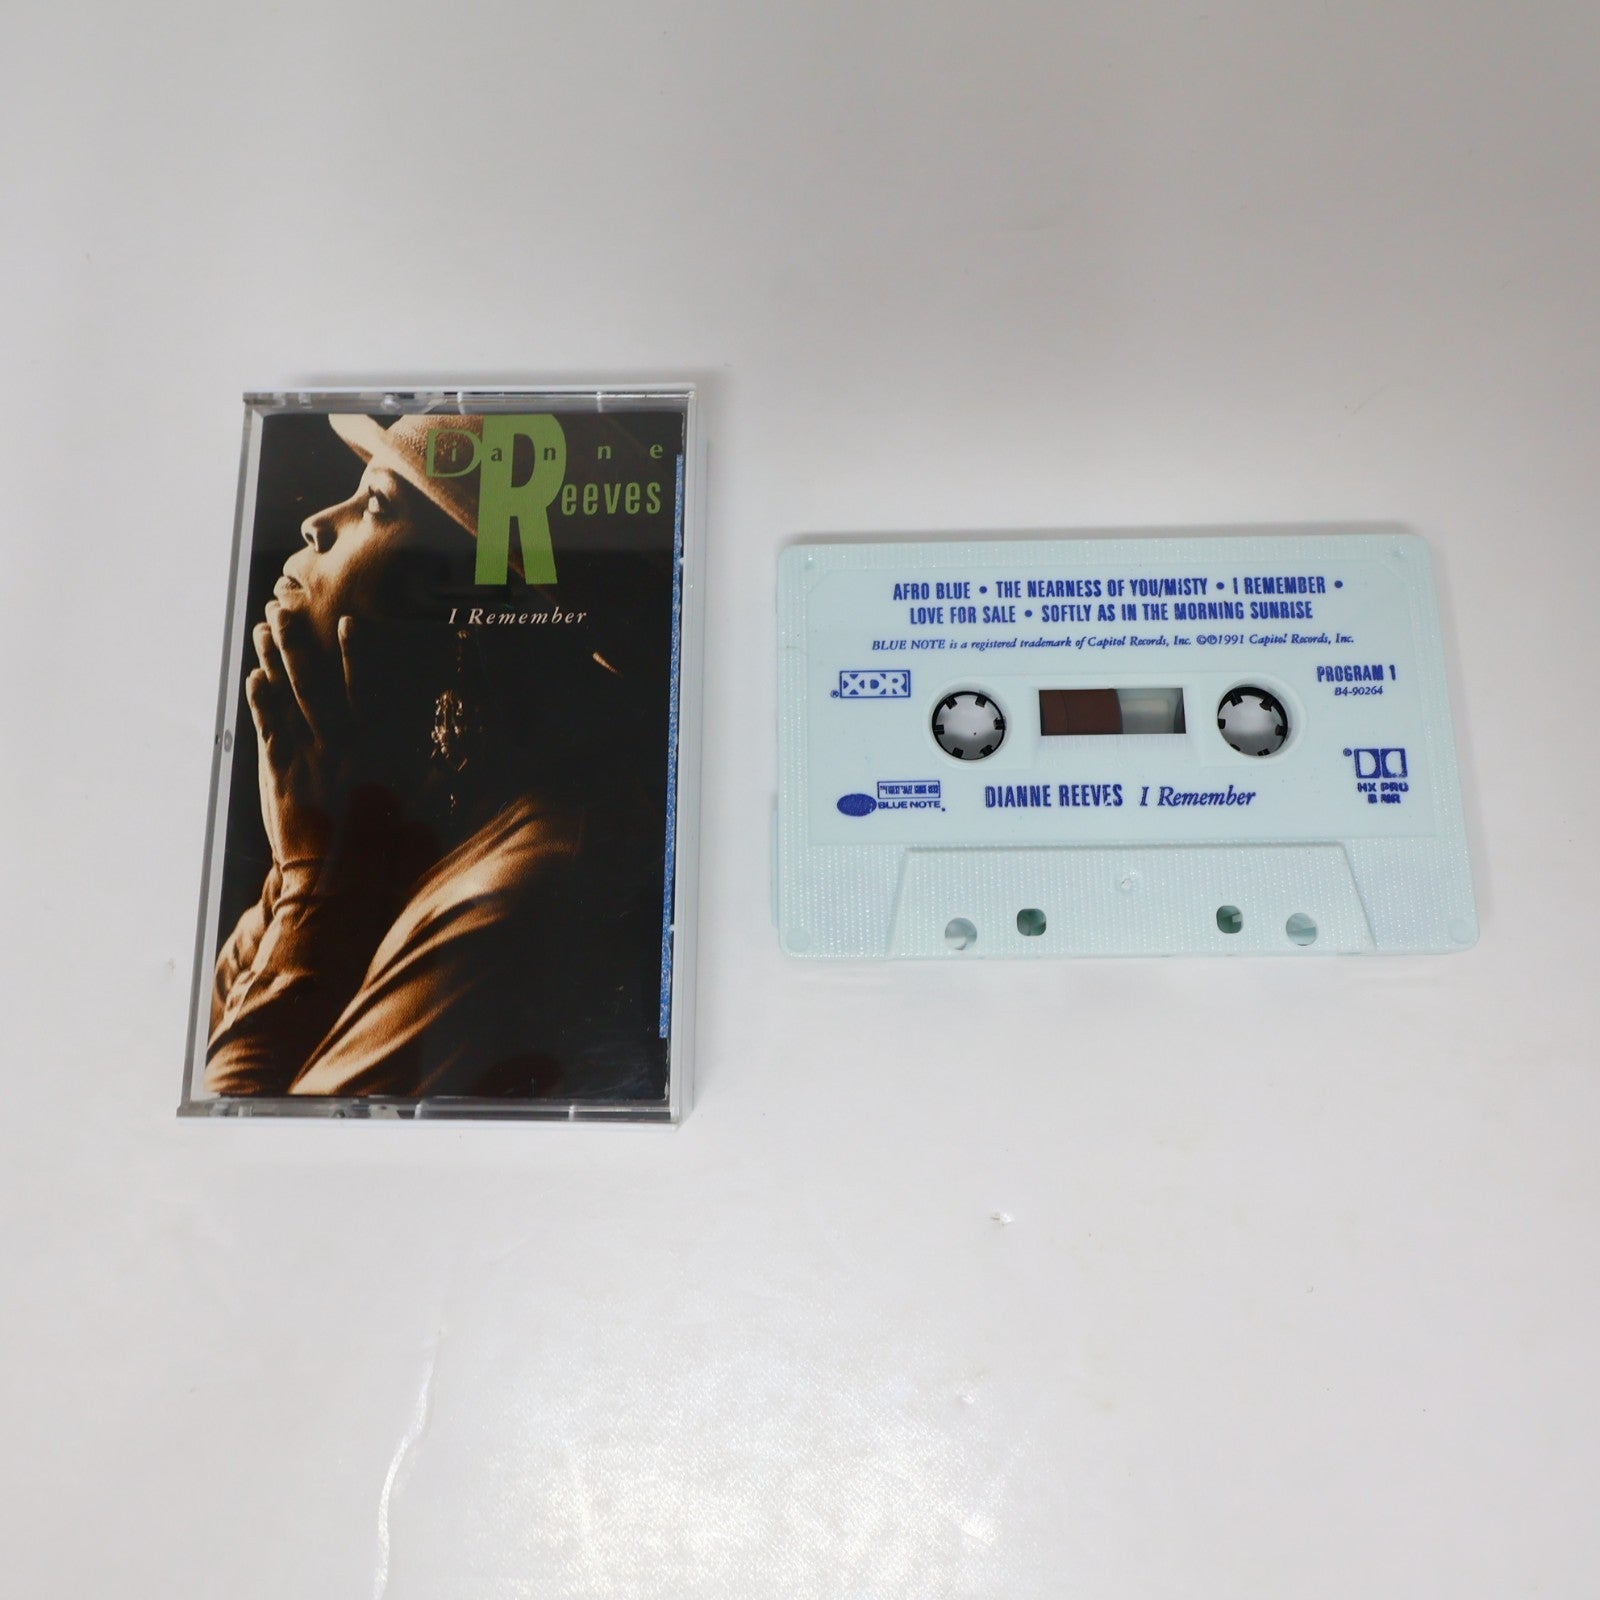 Dianne
Reeves
I Remember
AFRO BLUE • THE NEARNESS OF YOU/MISTY • I REMEMBER •
LOVE FOR SALE • SOFTLY AS IN THE MORNING SUNRISE
BLUE NOTE is a registered trademark of Capitol Records, Inc. ©℗1991 Capitol Records, Inc.
®XDR
PROGRAM 1
B4-90264
BLUE NOTE.
DIANNE REEVES I Remember
®
HX PRO
B NR